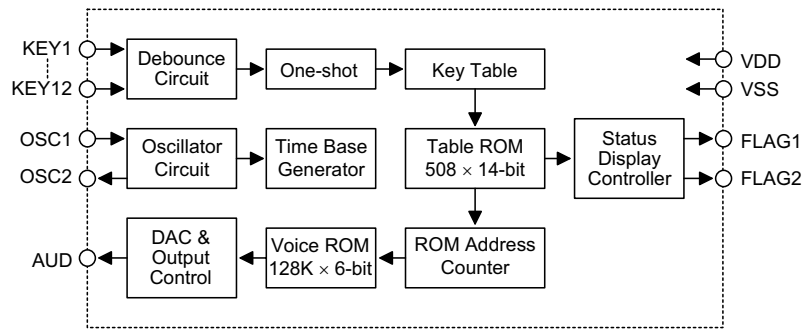 KEY1
KEY12
Debounce
Circuit
One-shot
Key Table
VDD
VSS
OSC1
OSC2
Oscillator
Circuit
Time Base
Generator
Table ROM
508 × 14-bit
Status
Display
Controller
FLAG1
FLAG2
AUD
DAC &
Output
Control
Voice ROM
128K × 6-bit
ROM Address
Counter